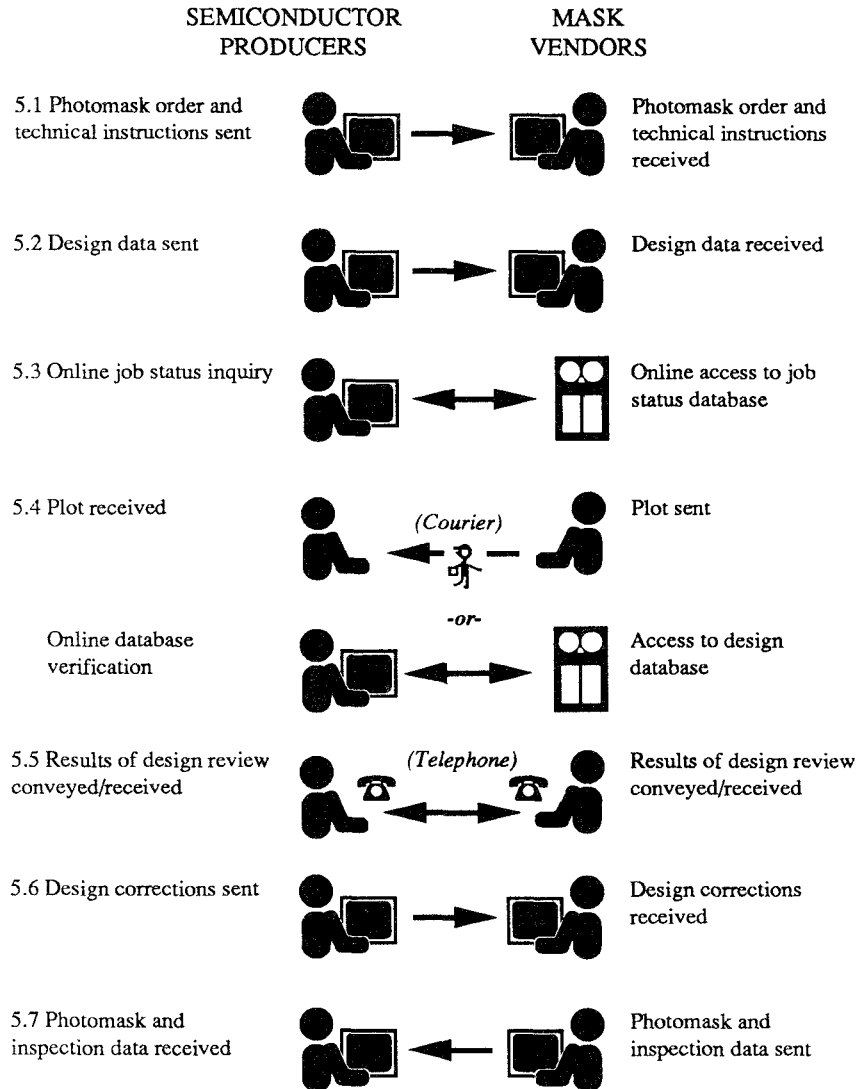 SEMICONDUCTOR
PRODUCERS
MASK
VENDORS
5.1 Photomask order and
technical instructions sent
Photomask order and
technical instructions
received
5.2 Design data sent
Design data received
5.3 Online job status inquiry
Online access to job
status database
5.4 Plot received
(Courier)
Plot sent
-or-
Online database
verification
Access to design
database
5.5 Results of design review
conveyed/received
(Telephone)
Results of design review
conveyed/received
5.6 Design corrections sent
Design corrections
received
5.7 Photomask and
inspection data received
Photomask and
inspection data sent